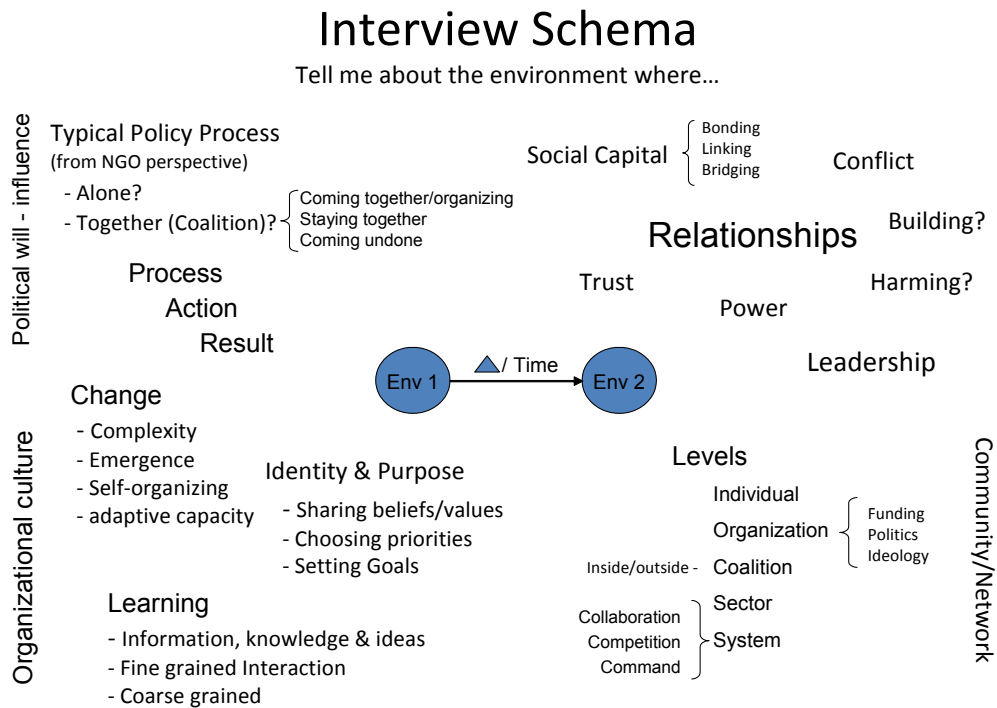 Interview Schema
Tell me about the environment where…
Political will - influence
Typical Policy Process
(from NGO perspective)
- Alone?
- Together (Coalition)?
Coming together/organizing
Staying together
Coming undone
Process
Action
Result
Social Capital
Bonding
Linking
Bridging
Conflict
Relationships
Building?
Trust
Harming?
Power
Leadership
Env 1
/ Time
Env 2
Organizational culture
Change
- Complexity
- Emergence
- Self-organizing
- adaptive capacity
Identity & Purpose
- Sharing beliefs/values
- Choosing priorities
- Setting Goals
Learning
- Information, knowledge & ideas
- Fine grained Interaction
- Coarse grained
Levels
Individual
Organization
Funding
Politics
Ideology
Inside/outside - Coalition
Sector
System
Collaboration
Competition
Command
Community/Network